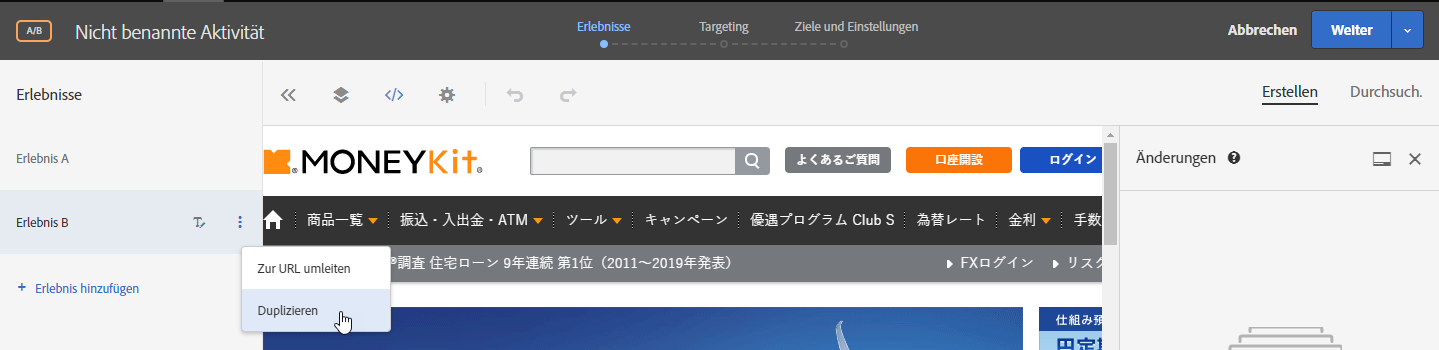 A/B Nicht benannte Aktivität Erlebnisse Targeting Ziele und Einstellungen Abbrechen Weiter
Erlebnisse </> Erstellen Durchsuch.
Erlebnis A MONEYKit® よくあるご質問 口座開設 ログイン Änderungen ?
Erlebnis B 商品一覧 振込・入出金・ATM ツール キャンペーン 優遇プログラム Club S 為替レート 金利 手数
Zur URL umleiten ®調査 住宅ローン 9年連続 第1位（2011～2019年発表） FXログイン リスク
+ Erlebnis hinzufügen
Duplizieren
仕組み預
円定期